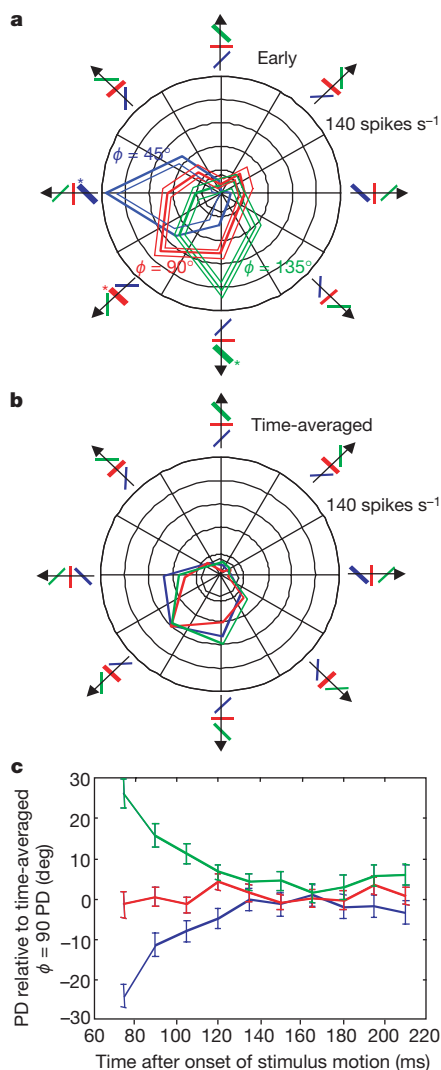 a
Early
140 spikes s⁻¹
ϕ = 45°
*
ϕ = 90°
ϕ = 135°
*
*
b
Time-averaged
140 spikes s⁻¹
c
PD relative to time-averaged
ϕ = 90 PD (deg)
30
20
10
0
-10
-20
-30
60 80 100 120 140 160 180 200 220
Time after onset of stimulus motion (ms)